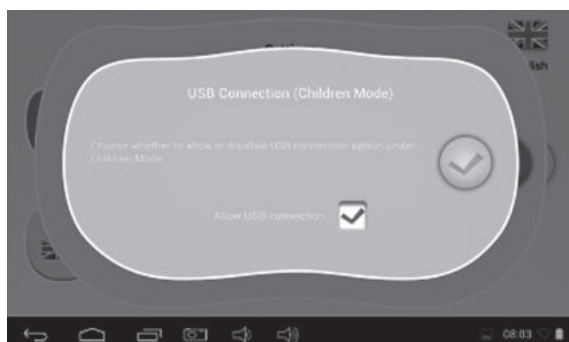 lish
USB Connection (Children Mode)
Choose whether to allow or disallow USB connection option under
Children Mode.
Allow USB connection
08:03